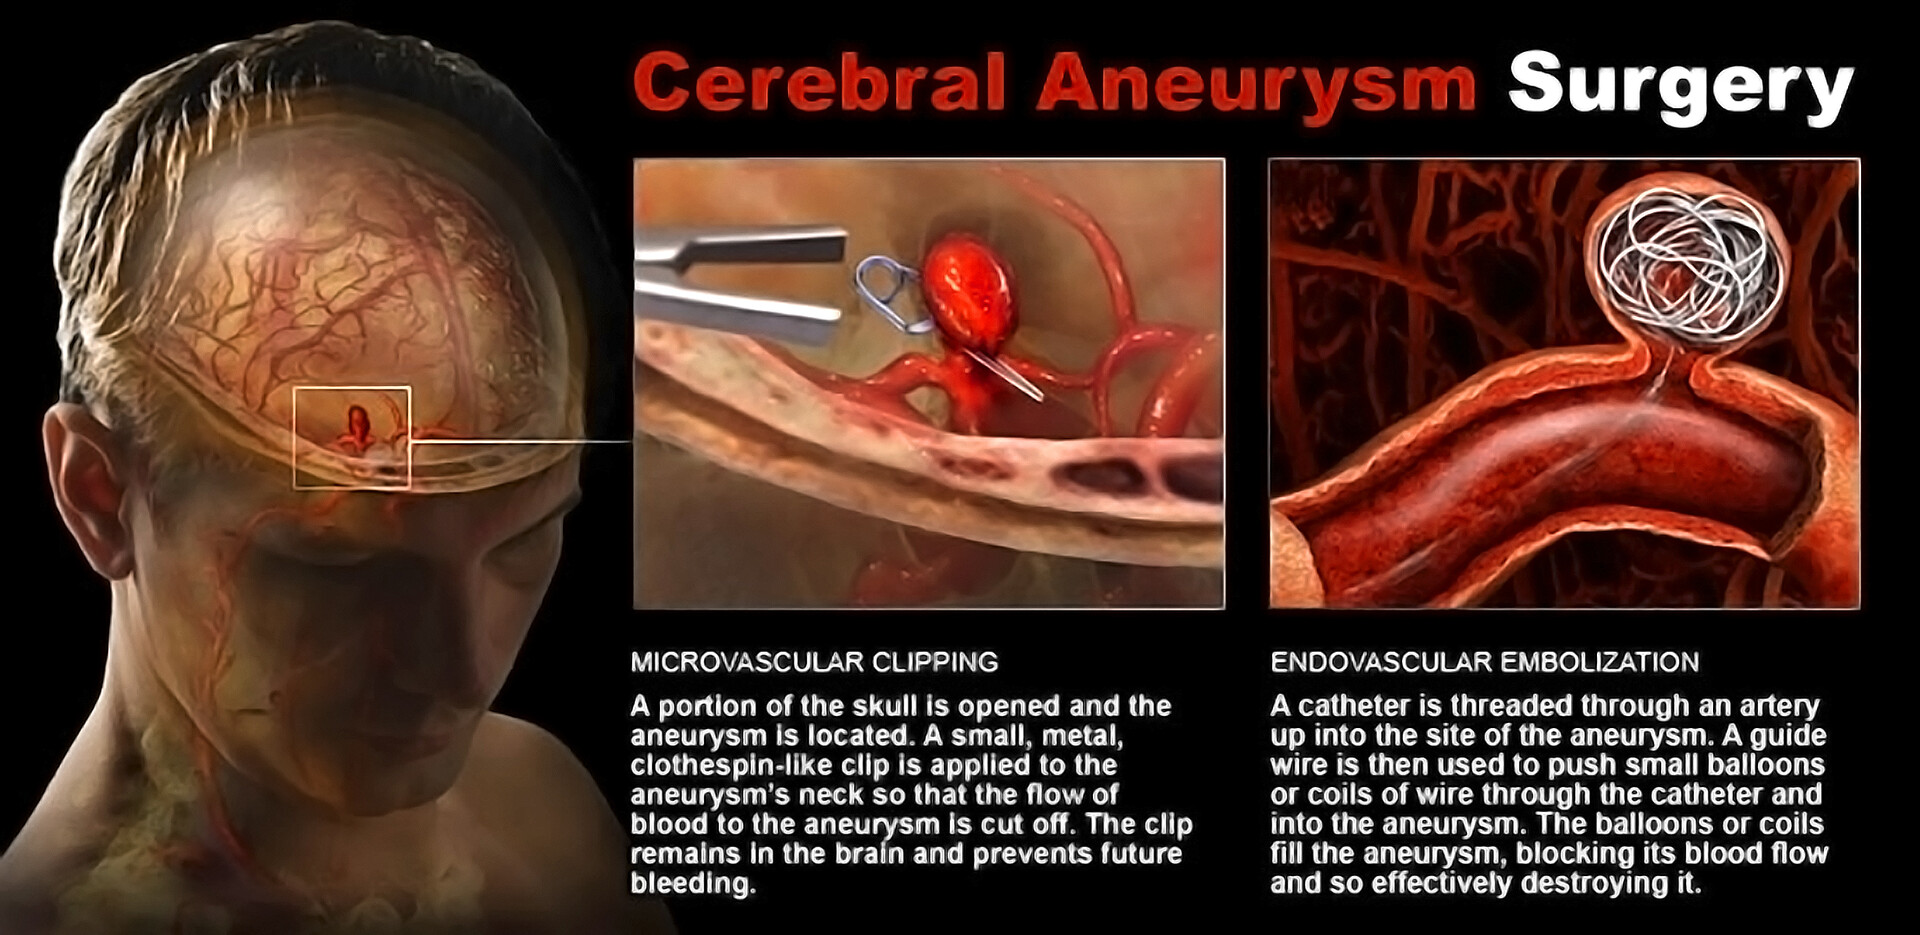 Cerebral Aneurysm Surgery
MICROVASCULAR CLIPPING
A portion of the skull is opened and the
aneurysm is located. A small, metal,
clothespin-like clip is applied to the
aneurysm's neck so that the flow of
blood to the aneurysm is cut off. The clip
remains in the brain and prevents future
bleeding.
ENDOVASCULAR EMBOLIZATION
A catheter is threaded through an artery
up into the site of the aneurysm. A guide
wire is then used to push small balloons
or coils of wire through the catheter and
into the aneurysm. The balloons or coils
fill the aneurysm, blocking its blood flow
and so effectively destroying it.